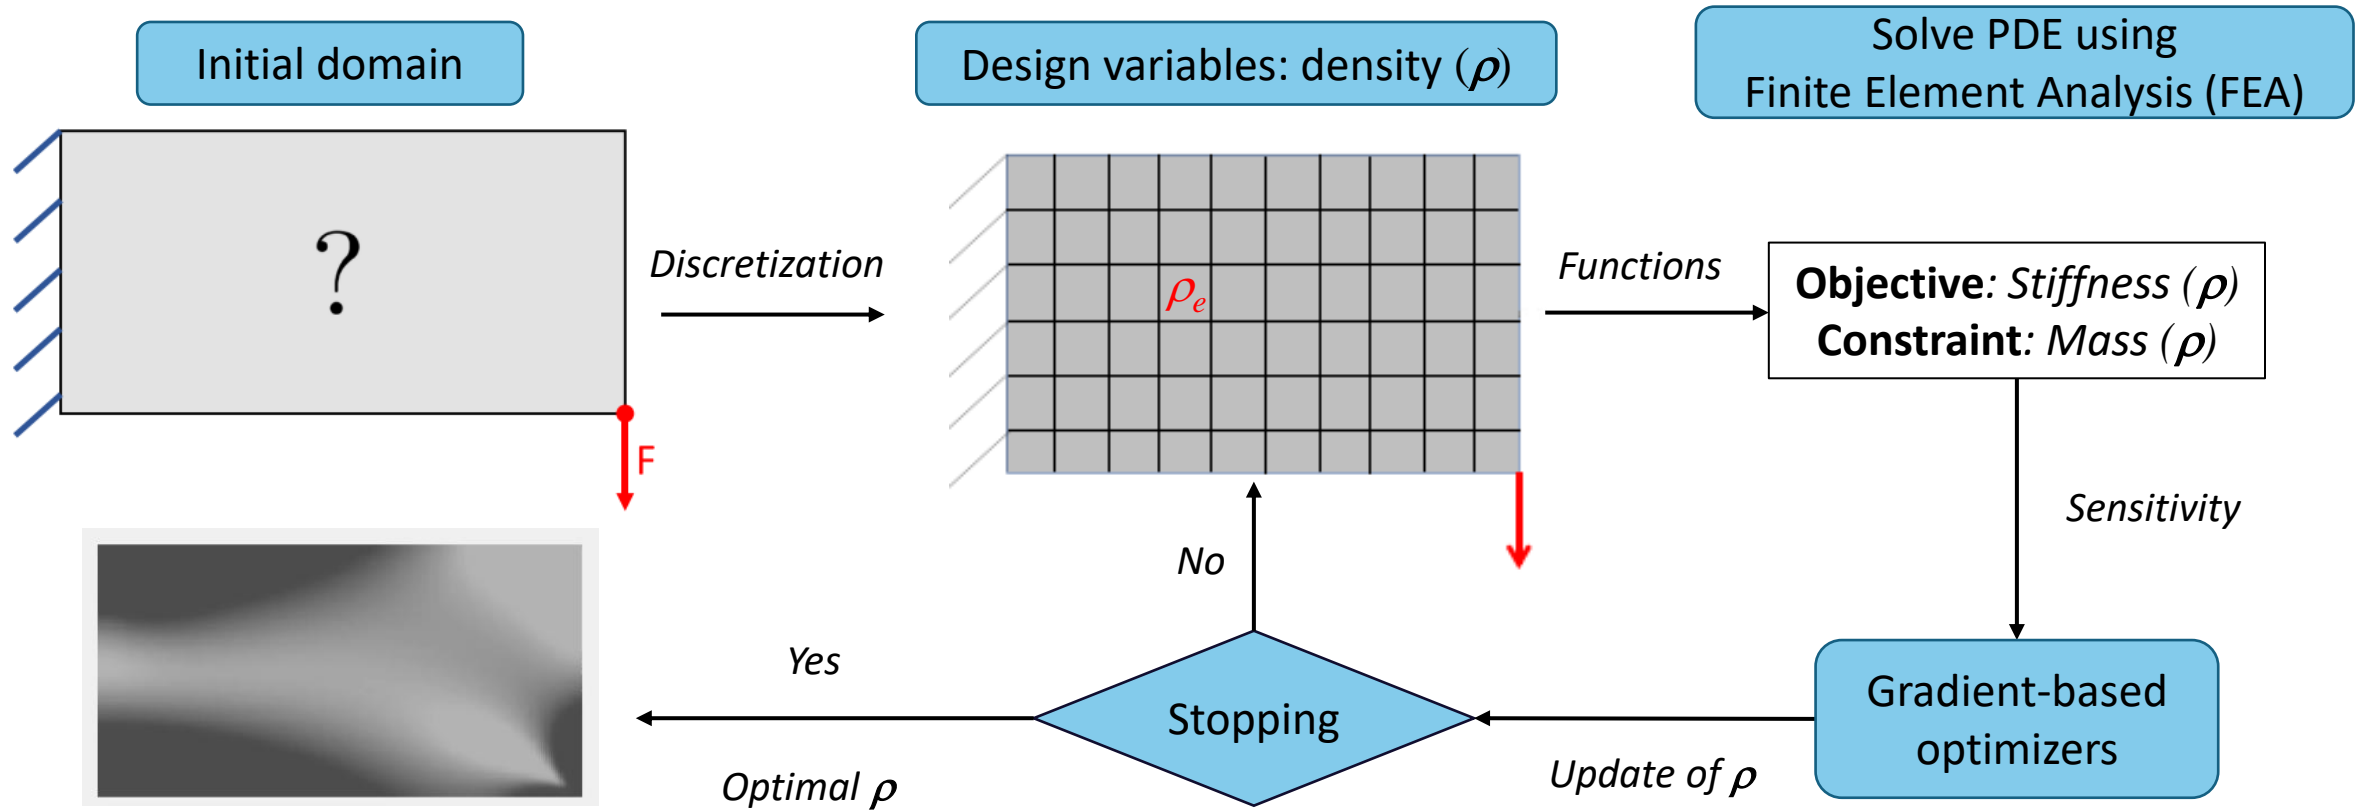 Initial domain
Design variables: density (ρ)
Solve PDE using
Finite Element Analysis (FEA)
?
F
Discretization
ρe
Functions
Objective: Stiffness (ρ)
Constraint: Mass (ρ)
Sensitivity
Gradient-based
optimizers
Update of ρ
Stopping
No
Yes
Optimal ρ